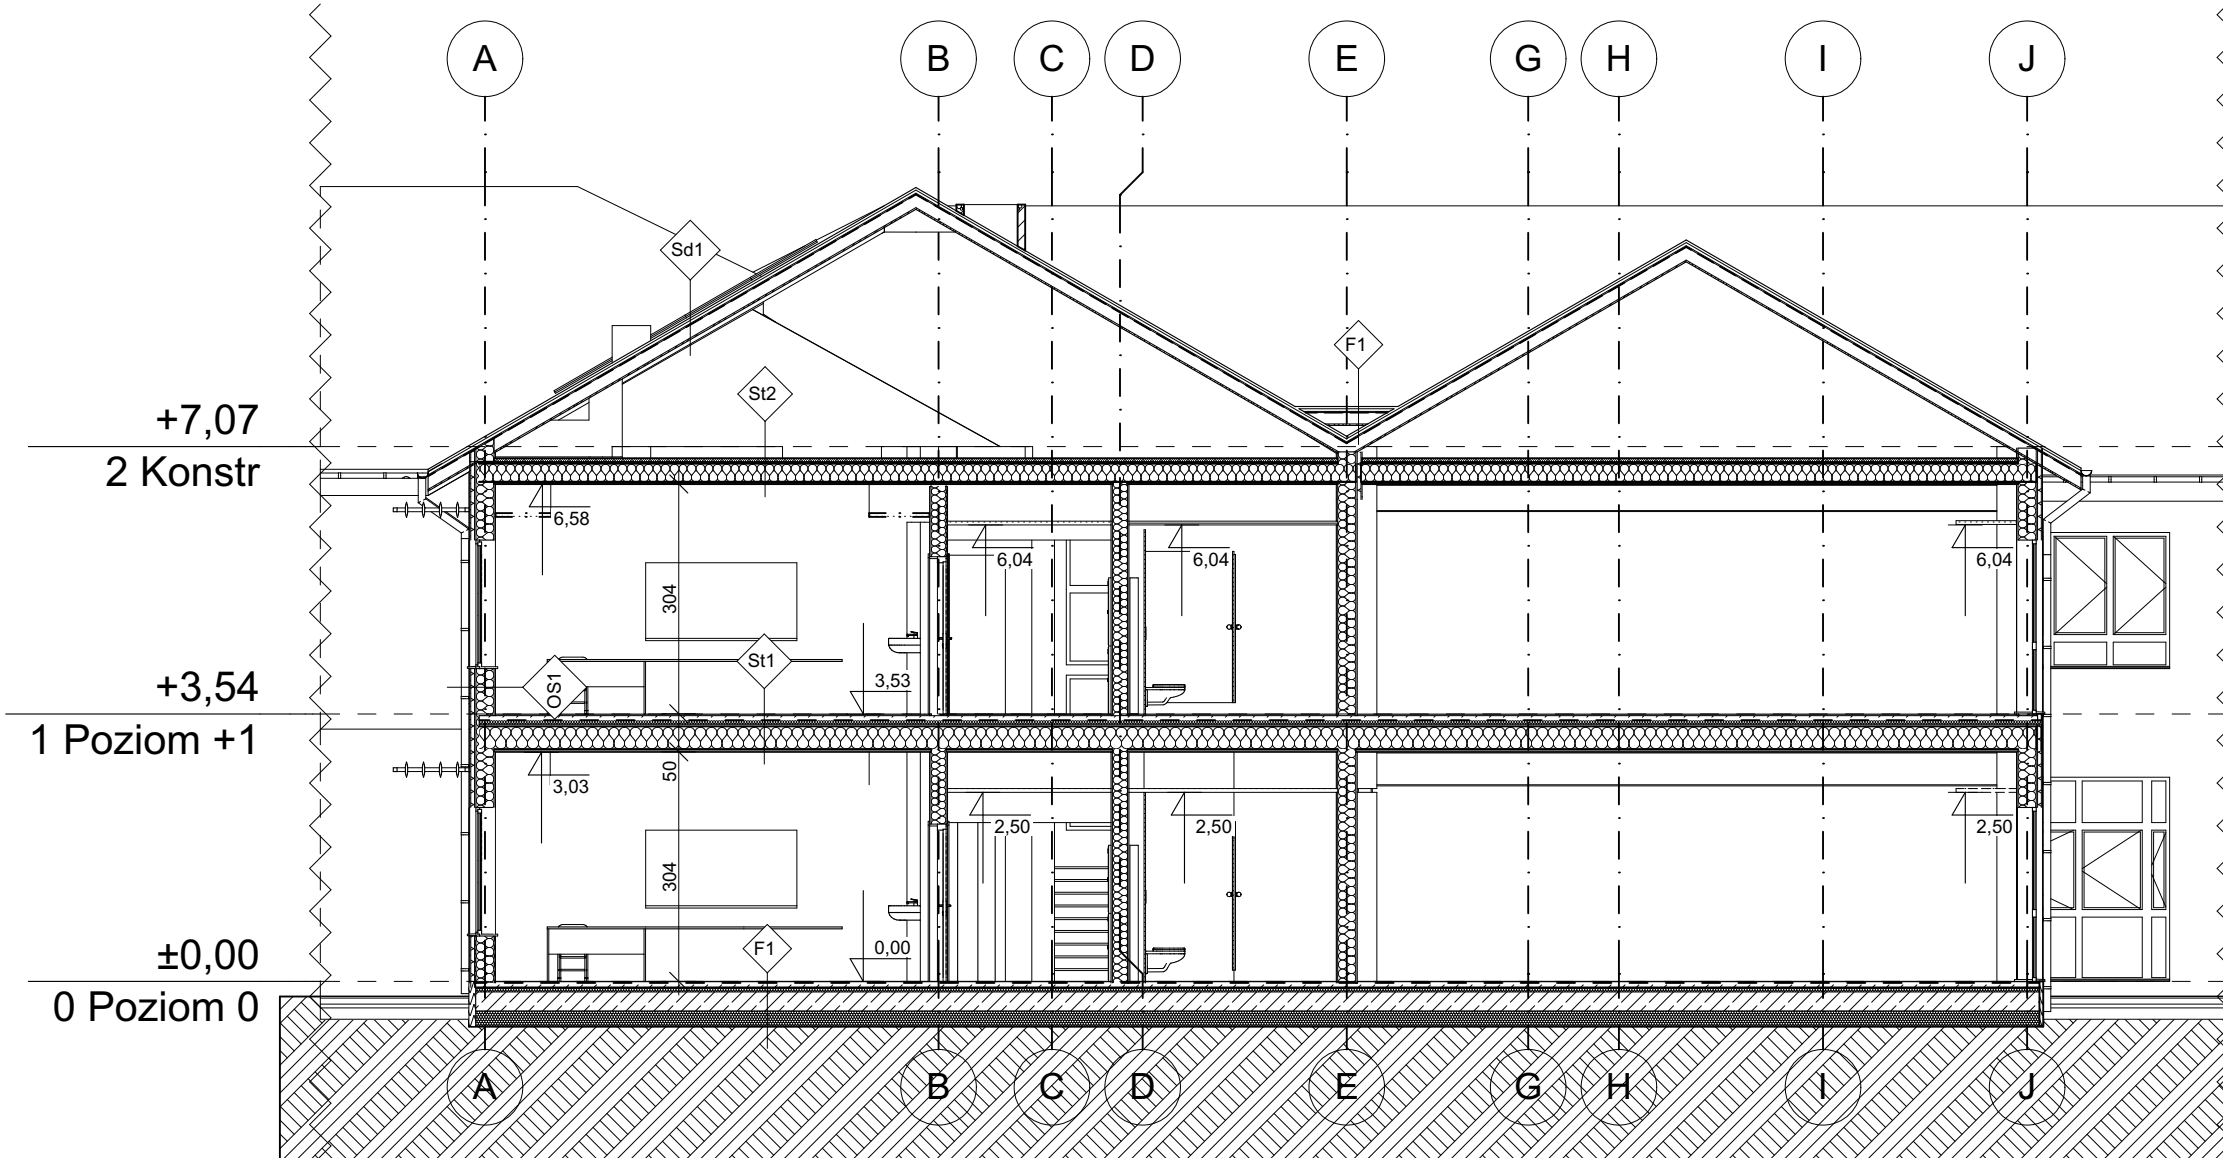 A B C D E G H I J
Sd1
F1
St2
+7,07
2 Konstr
6,58
6,04 6,04 6,04
304
St1
OS1
3,53
+3,54
1 Poziom +1
50
3,03
2,50 2,50 2,50
304
F1
0,00
±0,00
0 Poziom 0
A B C D E G H I J